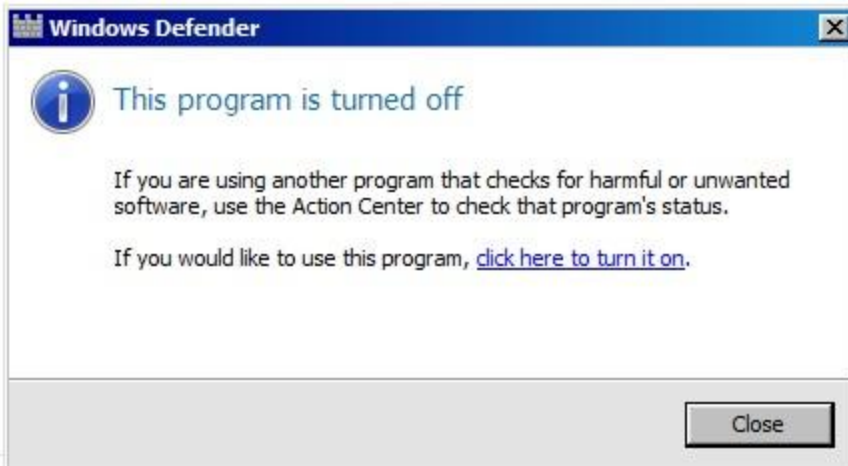 Windows Defender
This program is turned off
If you are using another program that checks for harmful or unwanted
software, use the Action Center to check that program's status.
If you would like to use this program, click here to turn it on.
Close